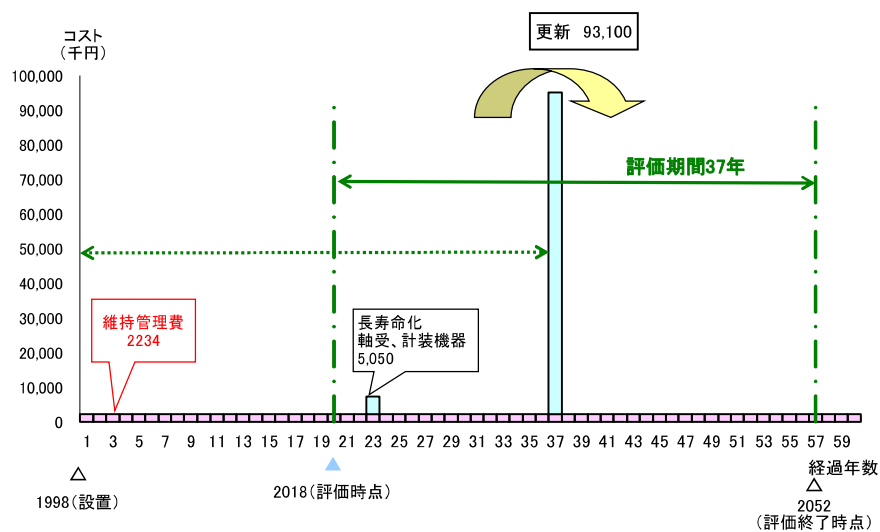 コスト
（千円）
更新 93,100
100,000
90,000
80,000
70,000
60,000
50,000
40,000
30,000
20,000
10,000
0
評価期間37年
維持管理費
2234
長寿命化
軸受、計装機器
5,050
1 3 5 7 9 11 13 15 17 19 21 23 25 27 29 31 33 35 37 39 41 43 45 47 49 51 53 55 57 59
経過年数
1998（設置）
2018（評価時点）
2052
（評価終了時点）